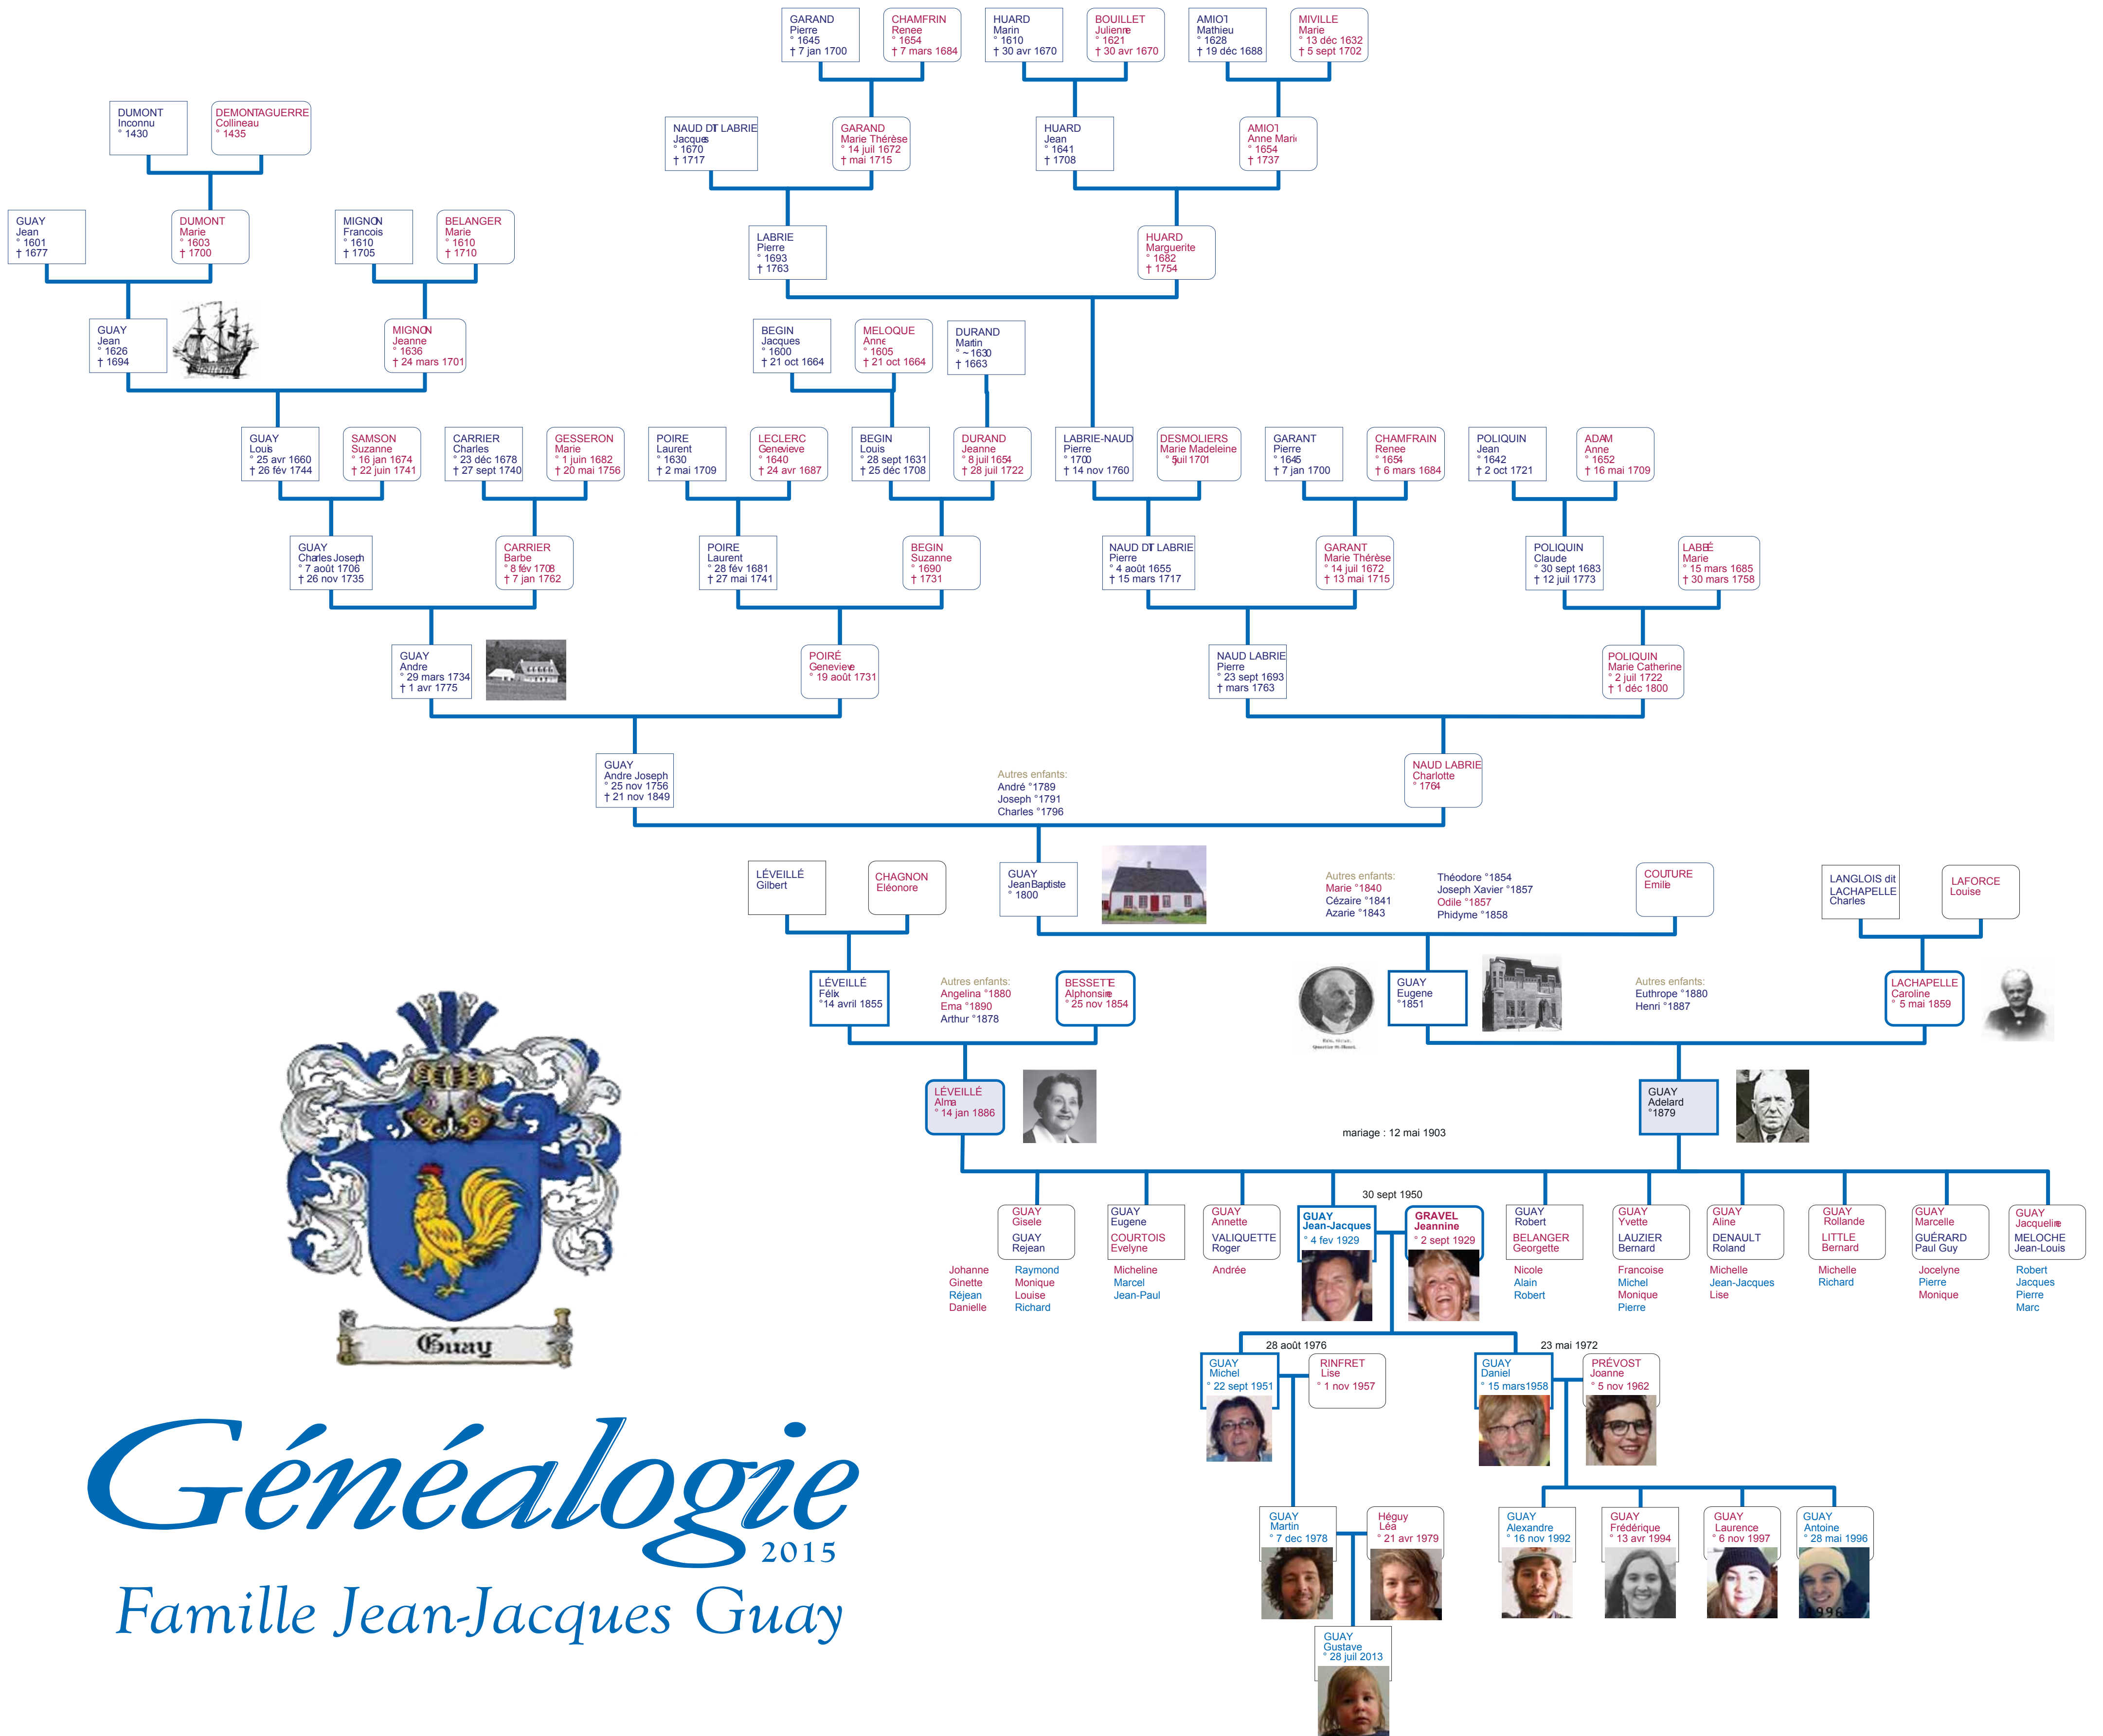 GARAND
Pierre
° 1645
† 7 jan 1700
CHAMFRIN
Renee
° 1654
† 7 mars 1684
HUARD
Marin
° 1610
† 30 avr 1670
BOUILLET
Julienne
° 1621
† 30 avr 1670
AMIOT
Mathieu
° 1628
† 19 déc 1688
MIVILLE
Marie
° 13 déc 1632
† 5 sept 1702
DUMONT
Inconnu
° 1430
DEMONTAGUERRE
Collineau
° 1435
NAUD DIT LABRIE
Jacques
° 1670
† 1717
GARAND
Marie Thérèse
° 14 juil 1672
† mai 1715
HUARD
Jean
° 1641
† 1708
AMIOT
Anne Marie
° 1654
† 1737
GUAY
Jean
° 1601
† 1677
DUMONT
Marie
° 1603
† 1700
MIGNON
Francois
° 1610
† 1705
BELANGER
Marie
° 1610
† 1710
LABRIE
Pierre
° 1693
† 1763
HUARD
Marguerite
° 1682
† 1754
GUAY
Jean
° 1626
† 1694
MIGNON
Jeanne
° 1636
† 24 mars 1701
BEGIN
Jacques
° 1600
† 21 oct 1664
MELOQUE
Anne
° 1605
† 21 oct 1664
DURAND
Martin
° ~ 1630
† 1663
GUAY
Louis
° 25 avr 1660
† 26 fév 1744
SAMSON
Suzanne
° 16 jan 1674
† 22 juin 1741
CARRIER
Charles
° 23 déc 1678
† 27 sept 1740
GESSERON
Marie
° 1 juin 1682
† 20 mai 1756
POIRE
Laurent
° 1630
† 2 mai 1709
LECLERC
Genevieve
° 1640
† 24 avr 1687
BEGIN
Louis
° 28 sept 1631
† 25 déc 1708
DURAND
Jeanne
° 8 juil 1654
† 28 juil 1722
LABRIE-NAUD
Pierre
° 1700
† 14 nov 1760
DESMOLIERS
Marie Madeleine
° 5 juil 1701
GARANT
Pierre
° 1645
† 7 jan 1700
CHAMFRAIN
Renee
° 1654
† 6 mars 1684
POLIQUIN
Jean
° 1642
† 2 oct 1721
ADAM
Anne
° 1652
† 16 mai 1709
GUAY
Charles Joseph
° 7 août 1706
† 26 nov 1735
CARRIER
Barbe
° 8 fév 1708
† 7 jan 1762
POIRE
Laurent
° 28 fév 1681
† 27 mai 1741
BEGIN
Suzanne
° 1690
† 1731
NAUD DIT LABRIE
Pierre
° 4 août 1655
† 15 mars 1717
GARANT
Marie Thérèse
° 14 juil 1672
† 13 mai 1715
POLIQUIN
Claude
° 30 sept 1683
† 12 juil 1773
LABBÉ
Marie
° 15 mars 1685
† 30 mars 1758
GUAY
Andre
° 29 mars 1734
† 1 avr 1775
POIRÉ
Genevieve
° 19 août 1731
NAUD LABRIE
Pierre
° 23 sept 1693
† mars 1763
POLIQUIN
Marie Catherine
° 2 juil 1722
† 1 déc 1800
GUAY
Andre Joseph
° 25 nov 1756
† 21 nov 1849
Autres enfants:
André °1789
Joseph °1791
Charles °1796
NAUD LABRIE
Charlotte
° 1764
LÉVEILLÉ
Gilbert
CHAGNON
Eléonore
GUAY
Jean Baptiste
° 1800
Autres enfants:
Marie °1840
Cézaire °1841
Azarie °1843
Théodore °1854
Joseph Xavier °1857
Odile °1857
Phidyme °1858
COUTURE
Emilie
LANGLOIS dit
LACHAPELLE
Charles
LAFORCE
Louise
LÉVEILLÉ
Félix
°14 avril 1855
Autres enfants:
Angelina °1880
Ema °1890
Arthur °1878
BESSETTE
Alphonsine
° 25 nov 1854
GUAY
Eugene
°1851
Autres enfants:
Euthrope °1880
Henri °1887
LACHAPELLE
Caroline
° 5 mai 1859
LÉVEILLÉ
Alma
° 14 jan 1886
mariage : 12 mai 1903
GUAY
Adelard
°1879
GUAY
Gisele
GUAY
Rejean
Johanne
Ginette
Réjean
Danielle
Raymond
Monique
Louise
Richard
GUAY
Eugene
COURTOIS
Evelyne
Micheline
Marcel
Jean-Paul
GUAY
Annette
VALIQUETTE
Roger
Andrée
30 sept 1950
GUAY
Jean-Jacques
° 4 fev 1929
GRAVEL
Jeannine
° 2 sept 1929
GUAY
Robert
BELANGER
Georgette
Nicole
Alain
Robert
GUAY
Yvette
LAUZIER
Bernard
Francoise
Michel
Monique
Pierre
GUAY
Aline
DENAULT
Roland
Michelle
Jean-Jacques
Lise
GUAY
Rollande
LITTLE
Bernard
Michelle
Richard
GUAY
Marcelle
GUÉRARD
Paul Guy
Jocelyne
Pierre
Monique
GUAY
Jacqueline
MELOCHE
Jean-Louis
Robert
Jacques
Pierre
Marc
28 août 1976
GUAY
Michel
° 22 sept 1951
RINFRET
Lise
° 1 nov 1957
23 mai 1972
GUAY
Daniel
° 15 mars1958
PRÉVOST
Joanne
° 5 nov 1962
GUAY
Martin
° 7 dec 1978
Héguy
Léa
° 21 avr 1979
GUAY
Alexandre
° 16 nov 1992
GUAY
Frédérique
° 13 avr 1994
GUAY
Laurence
° 6 nov 1997
GUAY
Antoine
° 28 mai 1996
GUAY
Gustave
° 28 juil 2013
Guay
Généalogie
2015
Famille Jean-Jacques Guay